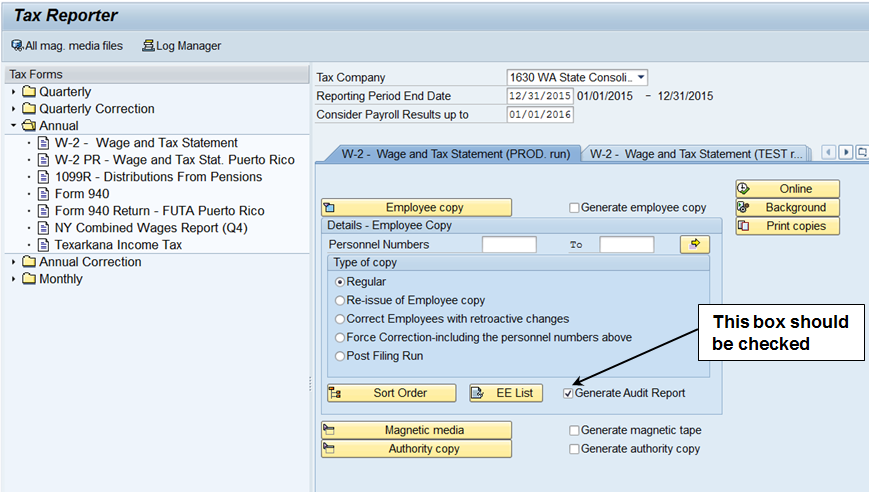 Tax Reporter
All mag. media files Log Manager
Tax Forms
Quarterly
Quarterly Correction
Annual
W-2 - Wage and Tax Statement
W-2 PR - Wage and Tax Stat. Puerto Rico
1099R - Distributions From Pensions
Form 940
Form 940 Return - FUTA Puerto Rico
NY Combined Wages Report (Q4)
Texarkana Income Tax
Annual Correction
Monthly
Tax Company 1630 WA State Consoli..
Reporting Period End Date 12/31/2015 01/01/2015 - 12/31/2015
Consider Payroll Results up to 01/01/2016
W-2 - Wage and Tax Statement (PROD. run) W-2 - Wage and Tax Statement (TEST r...
Employee copy Generate employee copy
Details - Employee Copy
Personnel Numbers To
Type of copy
Regular
Re-issue of Employee copy
Correct Employees with retroactive changes
Force Correction-including the personnel numbers above
Post Filing Run
Sort Order EE List Generate Audit Report
Magnetic media Generate magnetic tape
Authority copy Generate authority copy
Online
Background
Print copies
This box should
be checked